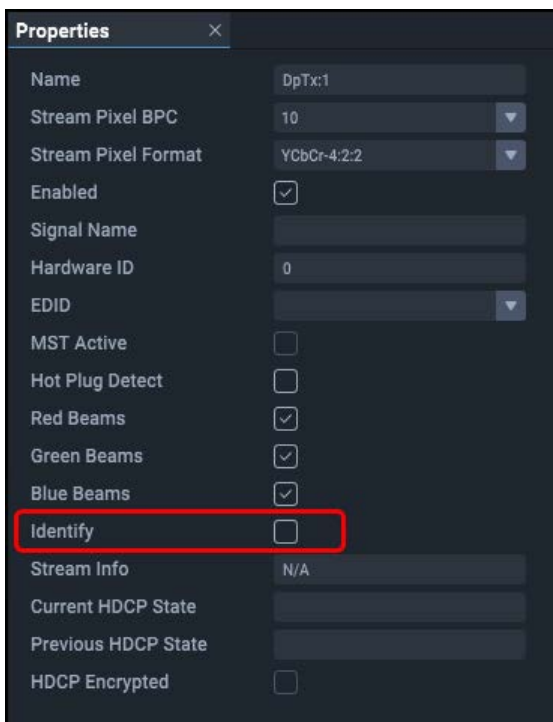 Properties ×
Name DpTx:1
Stream Pixel BPC 10
Stream Pixel Format YCbCr-4:2:2
Enabled
Signal Name
Hardware ID 0
EDID
MST Active
Hot Plug Detect
Red Beams
Green Beams
Blue Beams
Identify
Stream Info N/A
Current HDCP State
Previous HDCP State
HDCP Encrypted